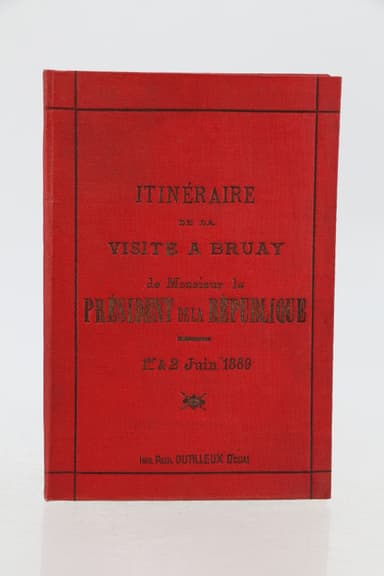 ITINÉRAIRE
DE LA
VISITE A BRUAY
de Monsieur le
PRÉSIDENT DE LA RÉPUBLIQUE
1er & 2 Juin 1889
IMP. PAUL DUTILLEUX DOUAI